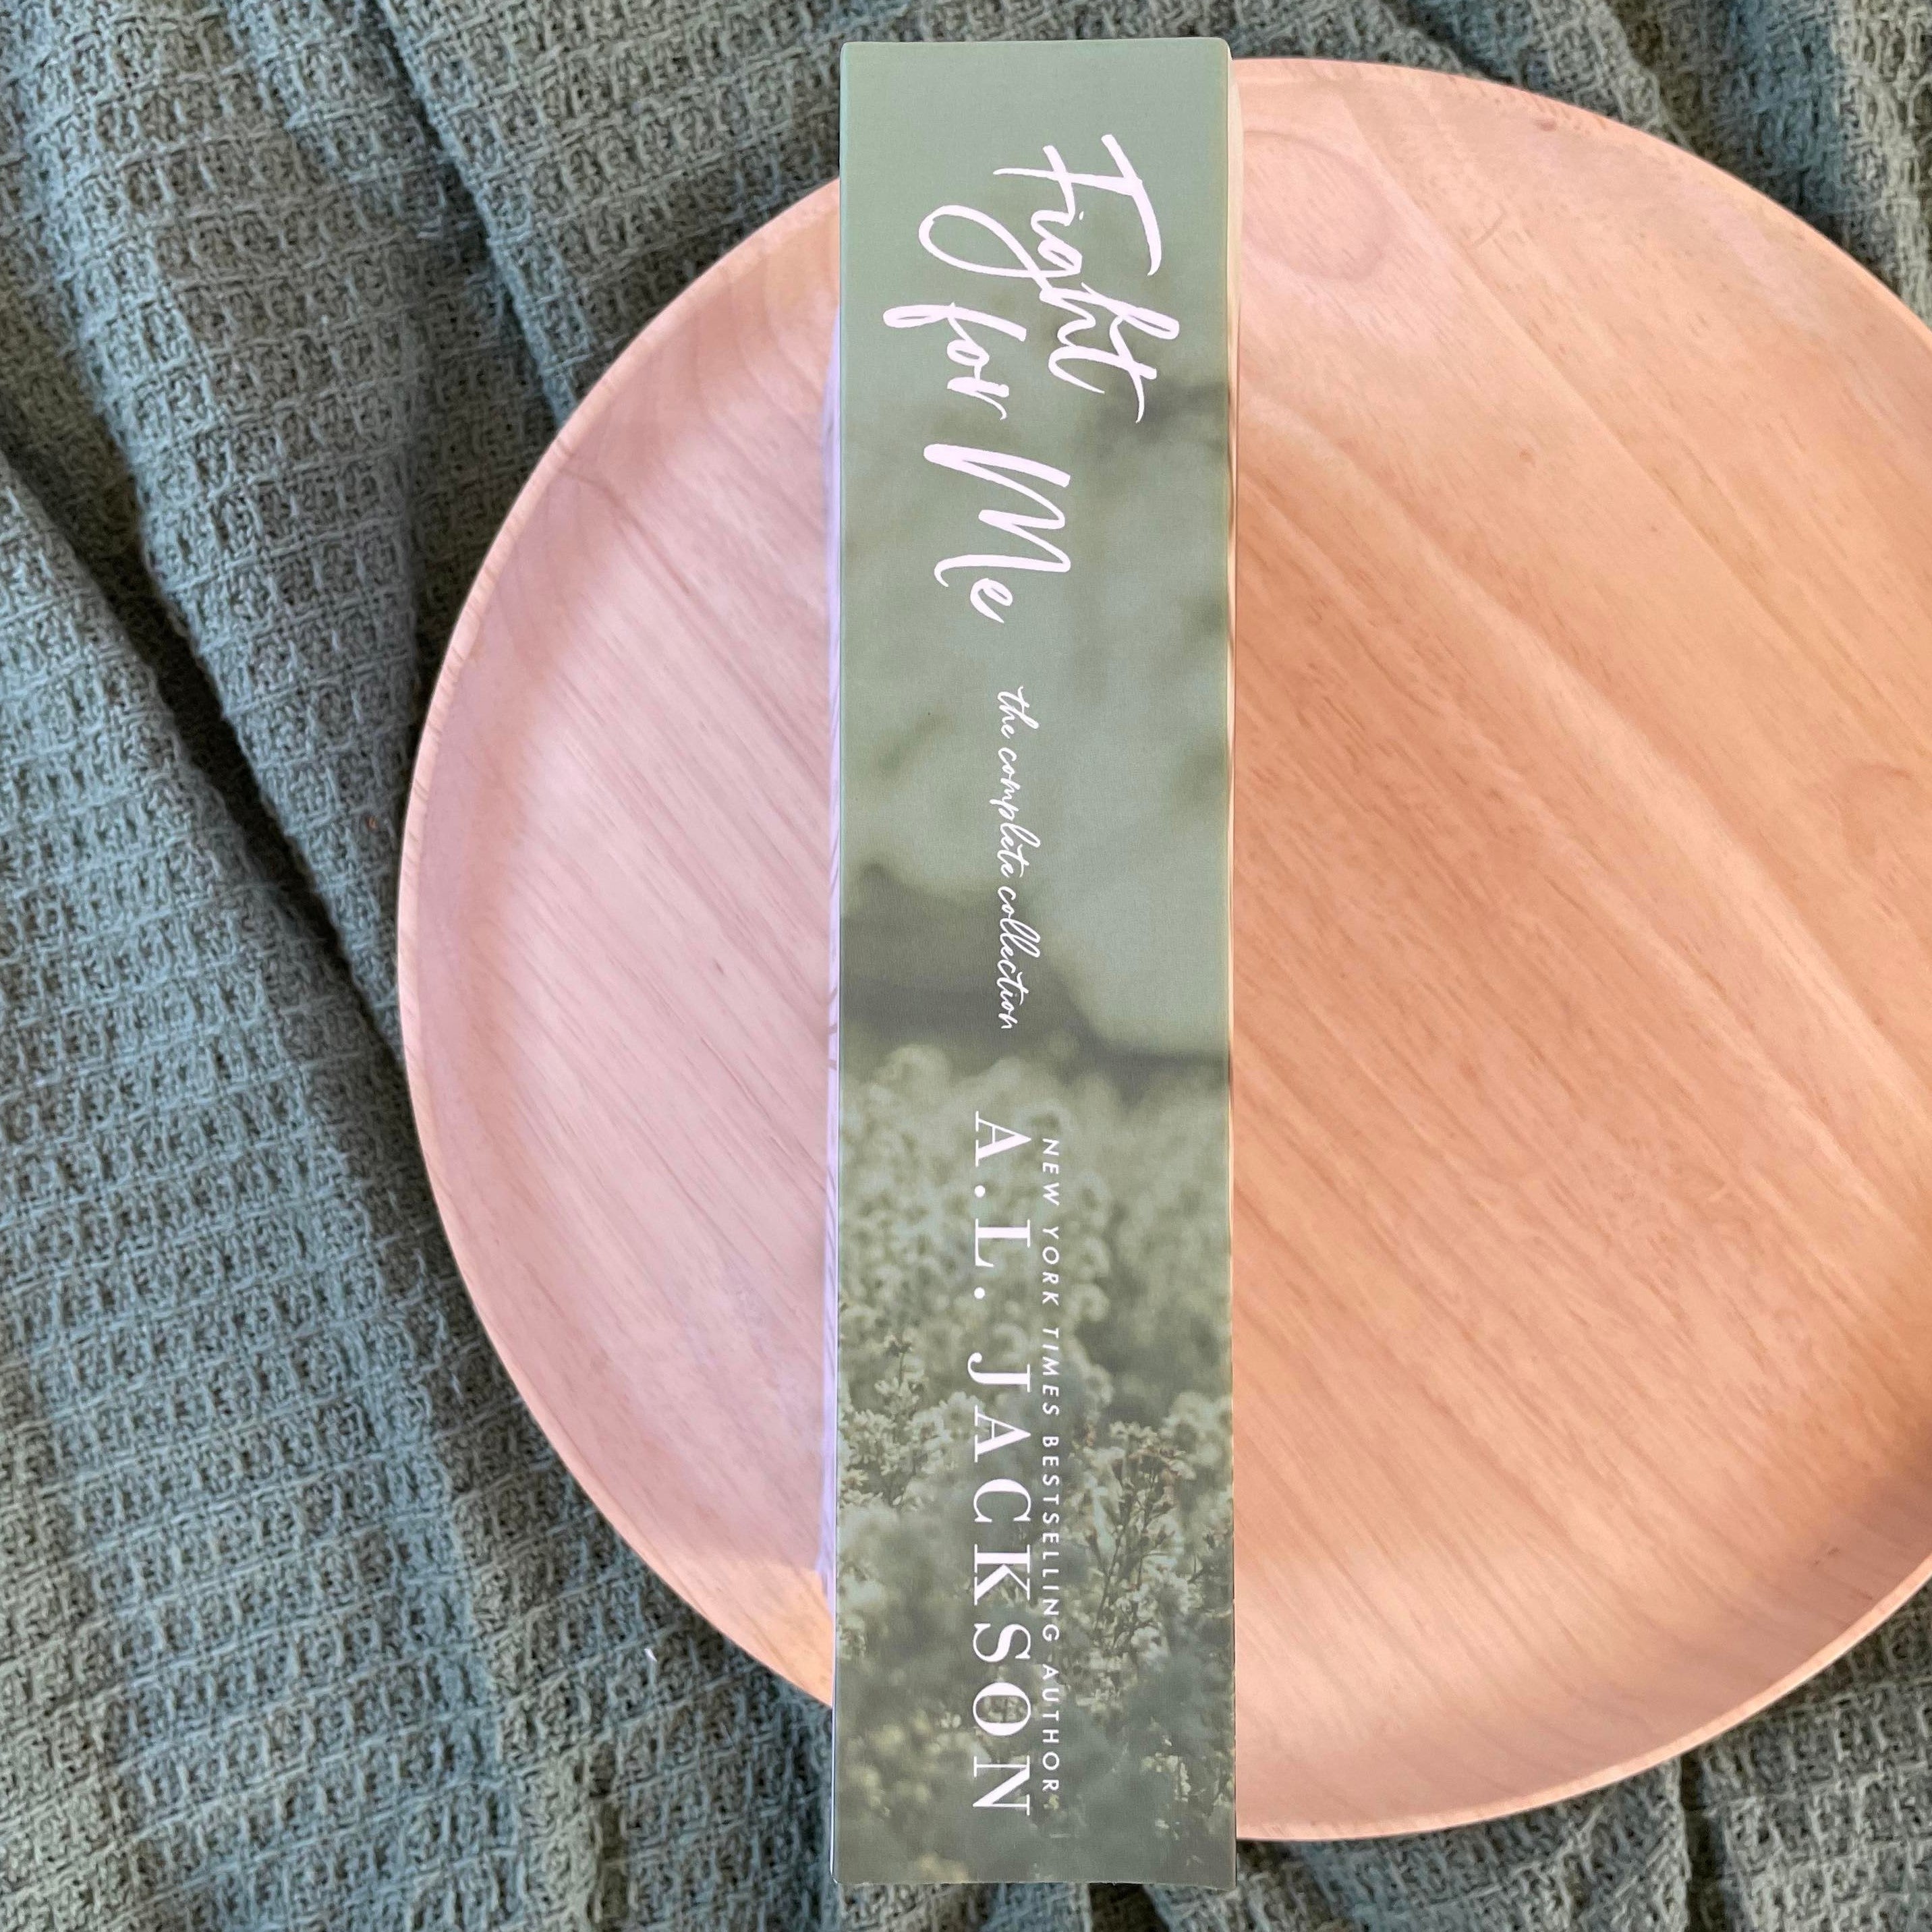 Fight
for Me
the complete collection
NEW YORK TIMES BESTSELLING AUTHOR
A.L. JACKSON